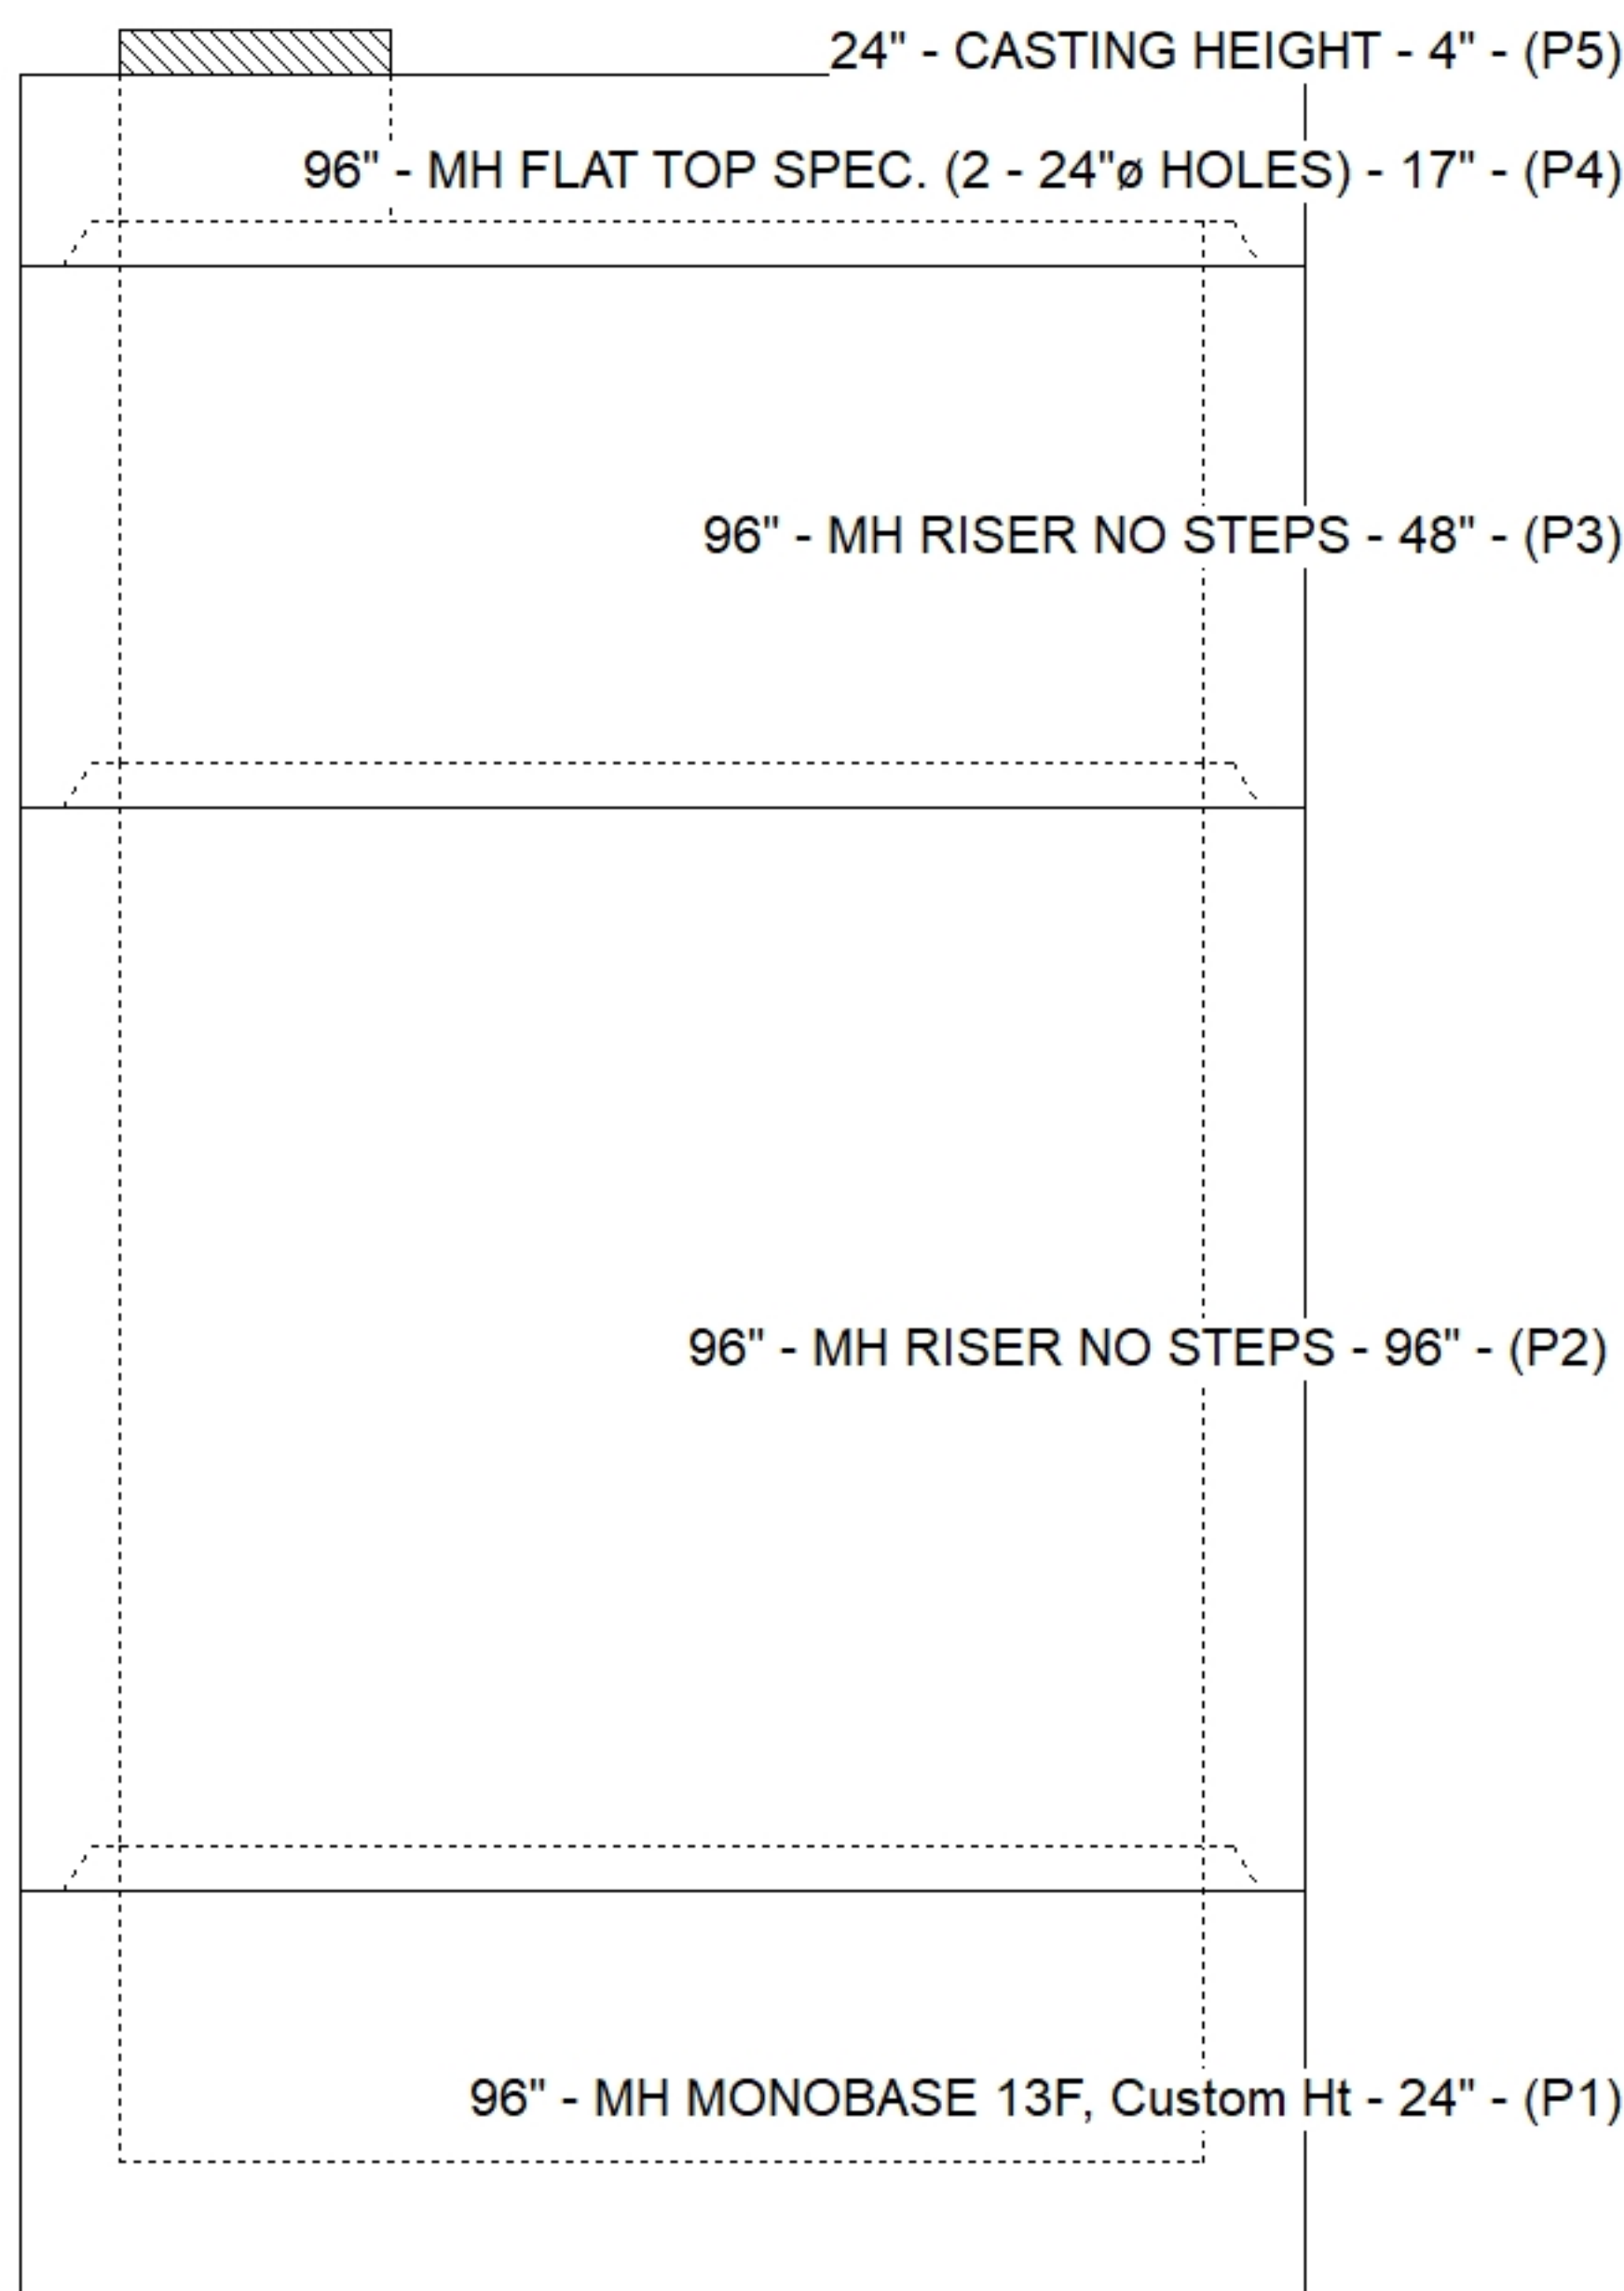 24" - CASTING HEIGHT - 4" - (P5)
96" - MH FLAT TOP SPEC. (2 - 24"ø HOLES) - 17" - (P4)
96" - MH RISER NO STEPS - 48" - (P3)
96" - MH RISER NO STEPS - 96" - (P2)
96" - MH MONOBASE 13F, Custom Ht - 24" - (P1)